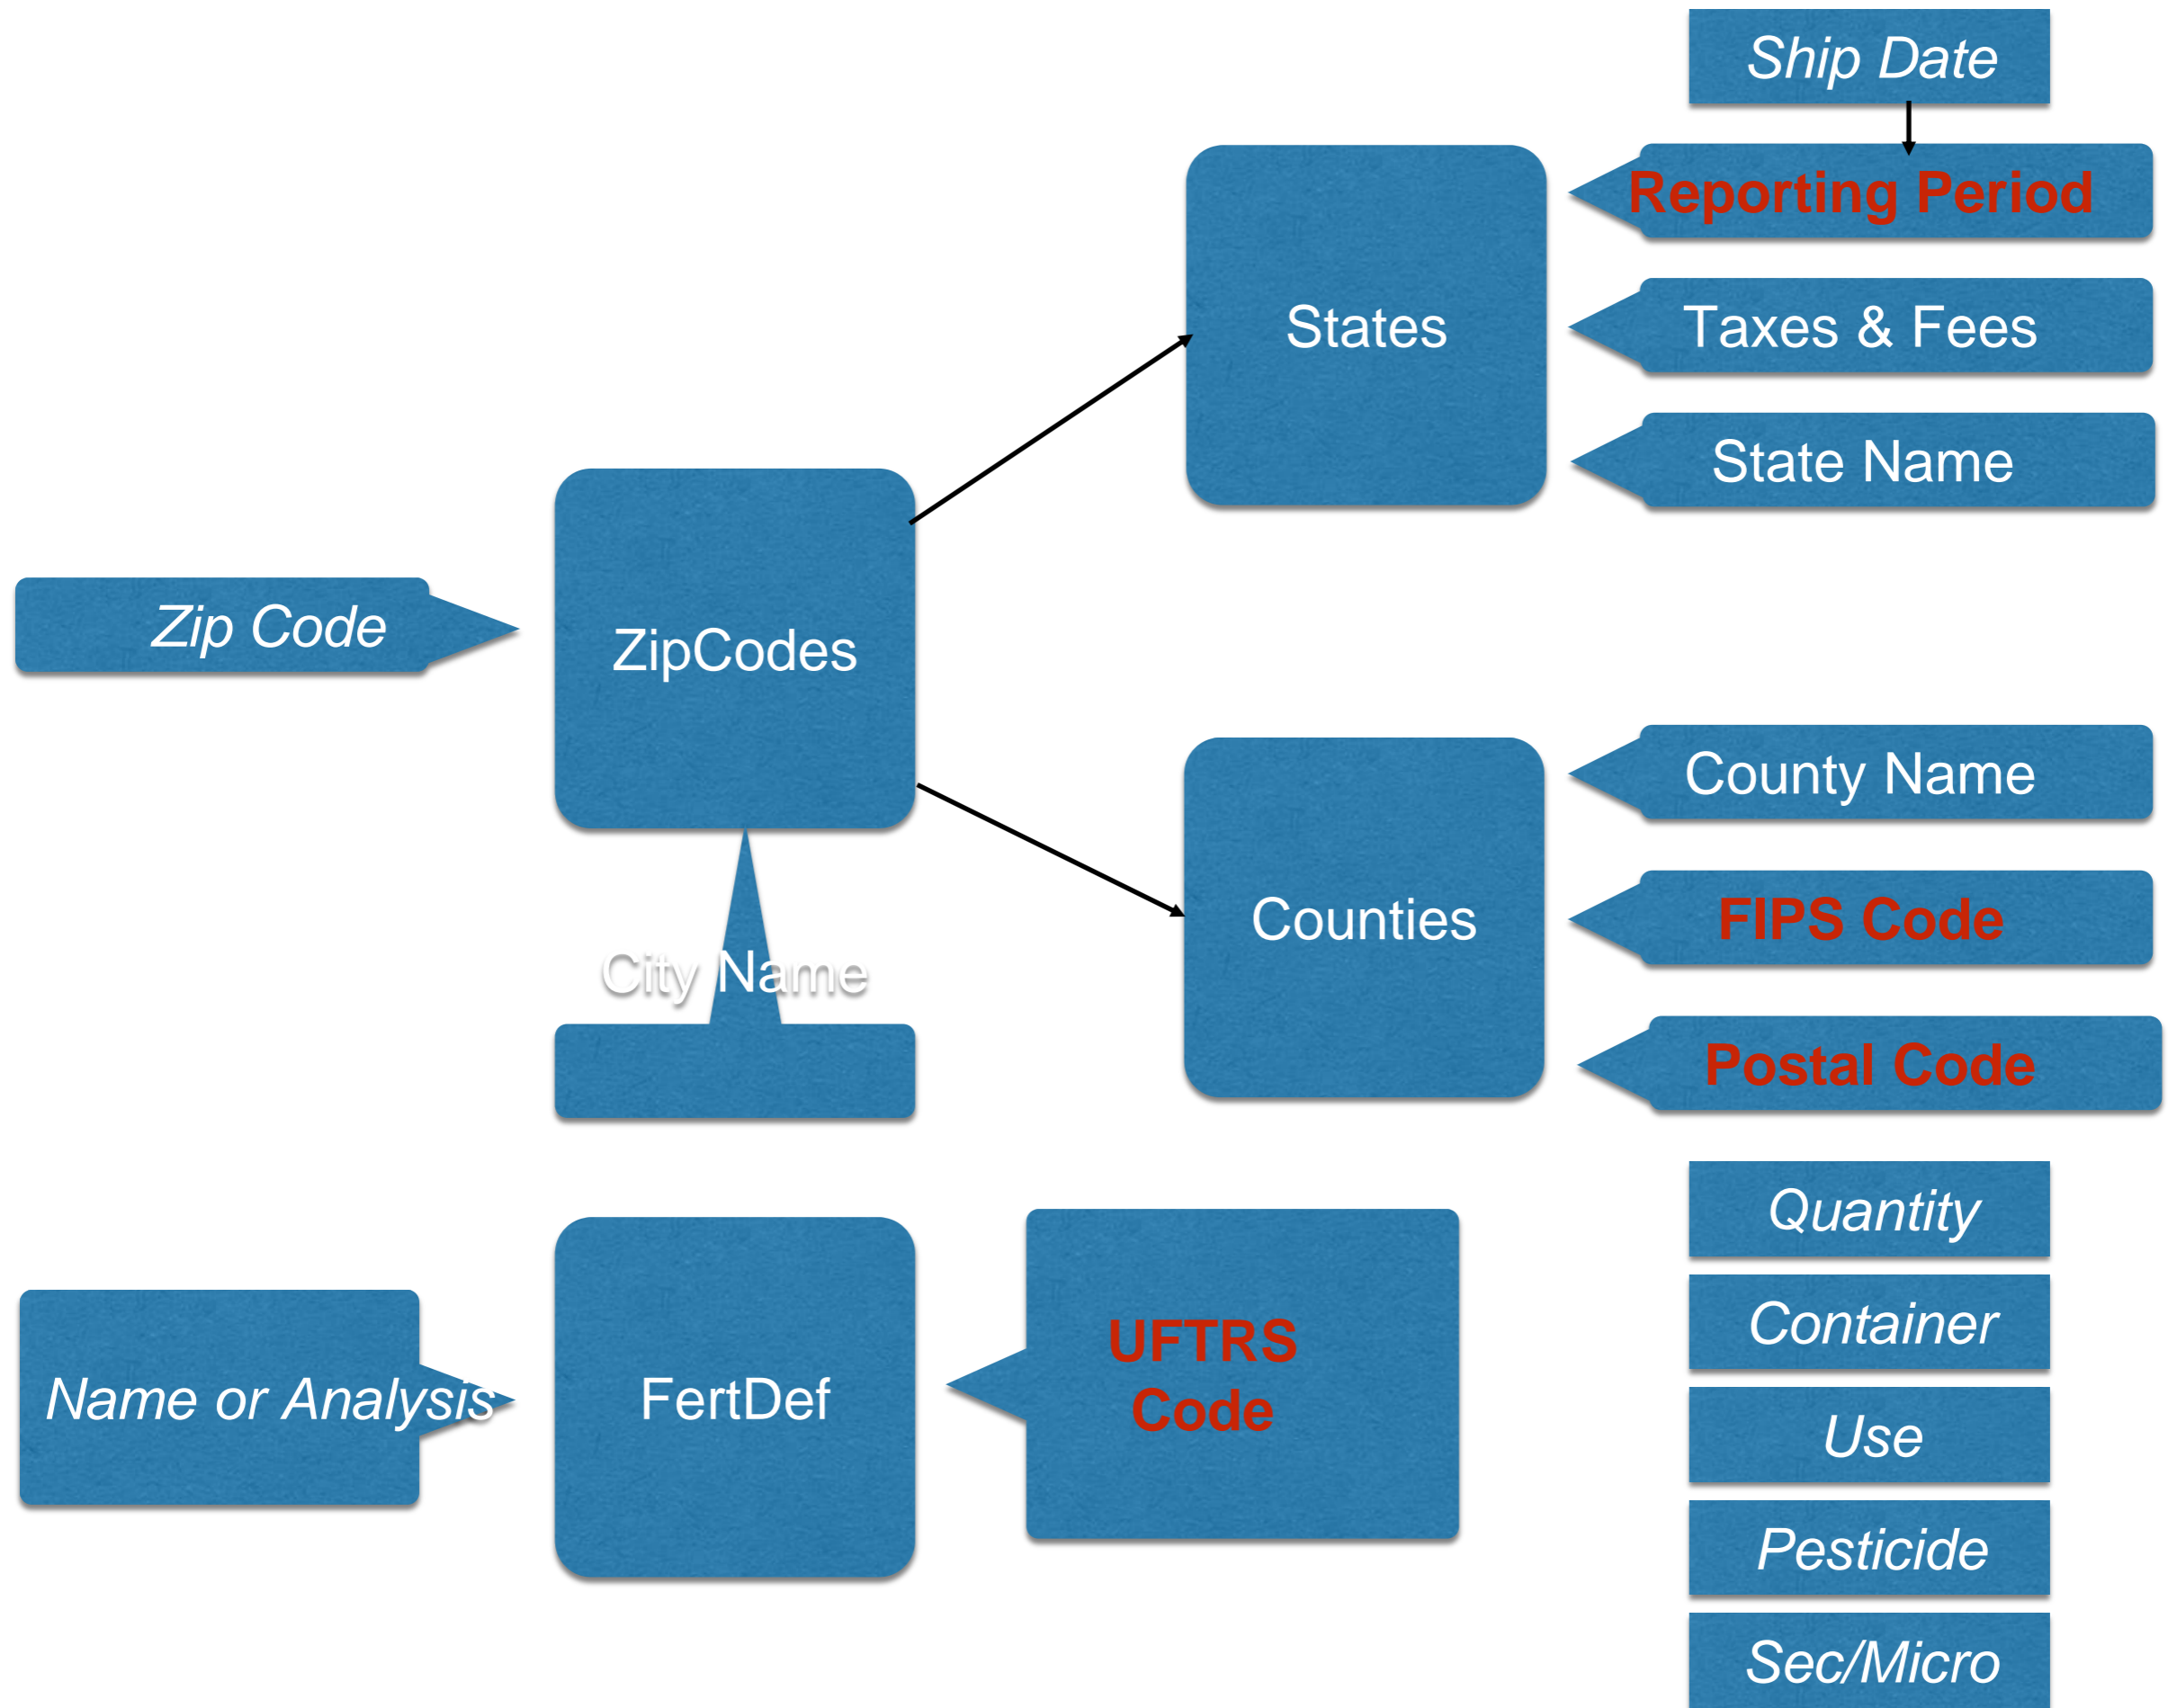 Ship Date
Reporting Period
States
Taxes & Fees
State Name
Zip Code
ZipCodes
County Name
Counties
FIPS Code
City Name
Postal Code
Quantity
UFTRS
Code
Container
Name or Analysis
FertDef
Use
Pesticide
Sec/Micro